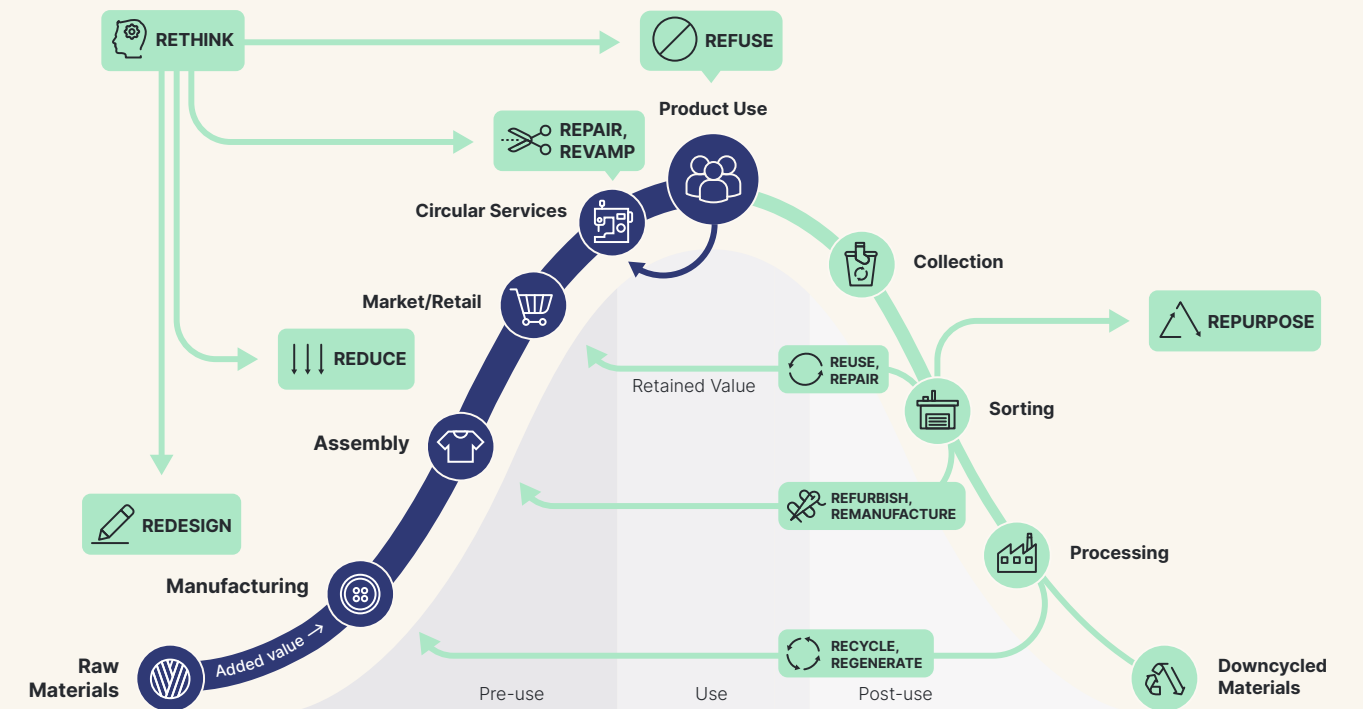 RETHINK
REFUSE
Product Use
REPAIR,
REVAMP
Circular Services
Collection
Market/Retail
REPURPOSE
REDUCE
REUSE,
REPAIR
Retained Value
Sorting
Assembly
REFURBISH,
REMANUFACTURE
REDESIGN
Processing
Manufacturing
Added value →
RECYCLE,
REGENERATE
Raw
Materials
Downcycled
Materials
Pre-use
Use
Post-use